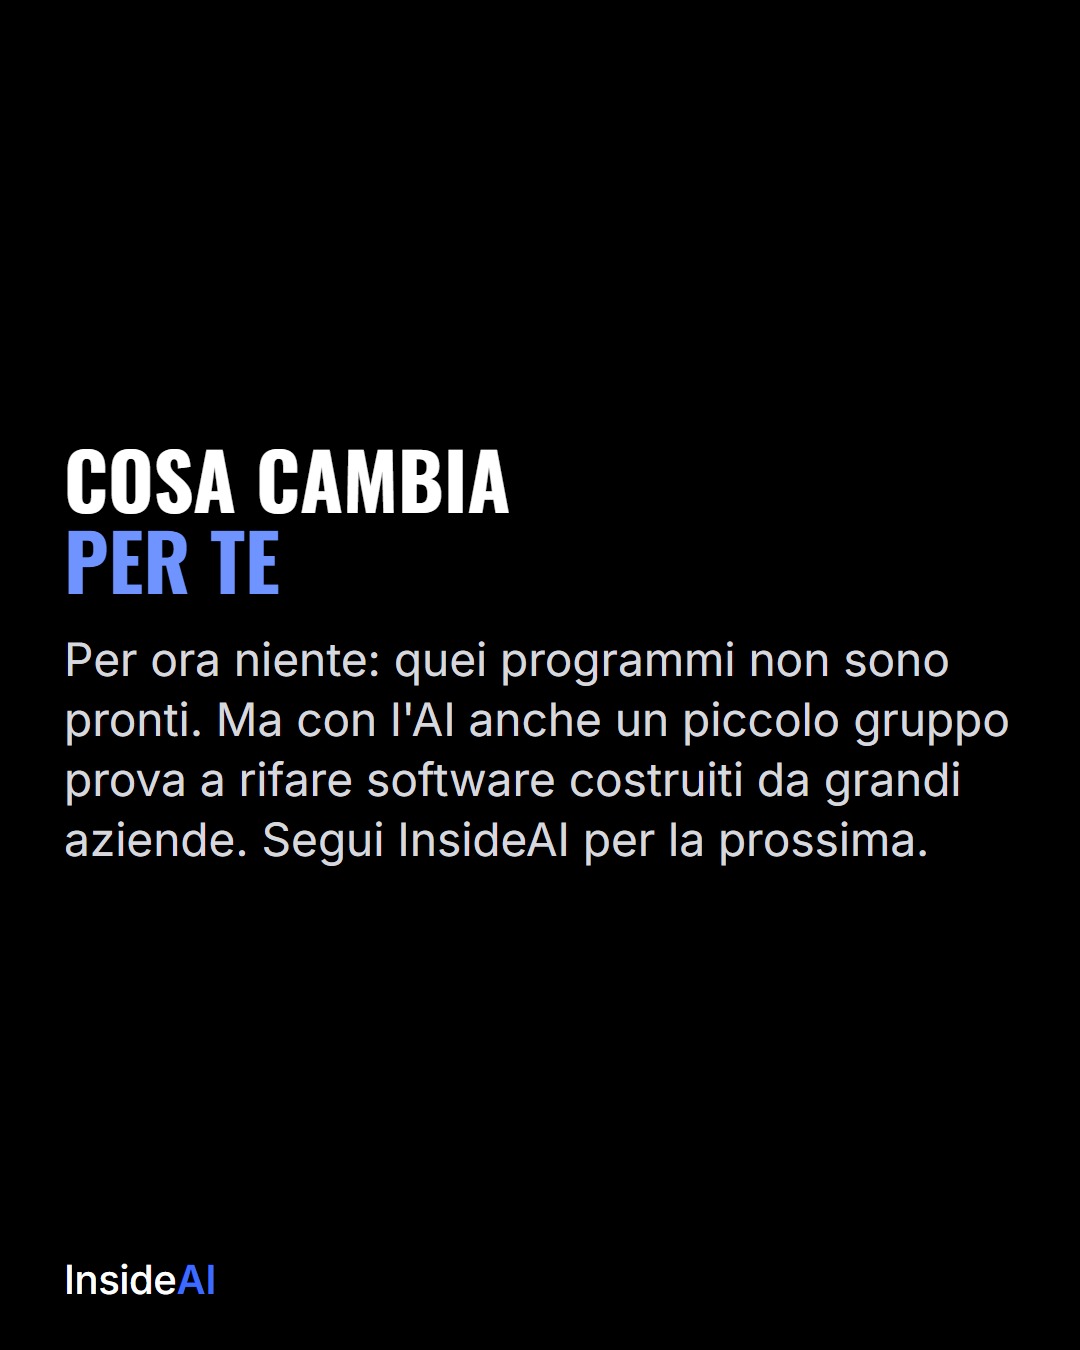 COSA CAMBIA
PER TE
Per ora niente: quei programmi non sono
pronti. Ma con l'AI anche un piccolo gruppo
prova a rifare software costruiti da grandi
aziende. Segui InsideAI per la prossima.
InsideAI